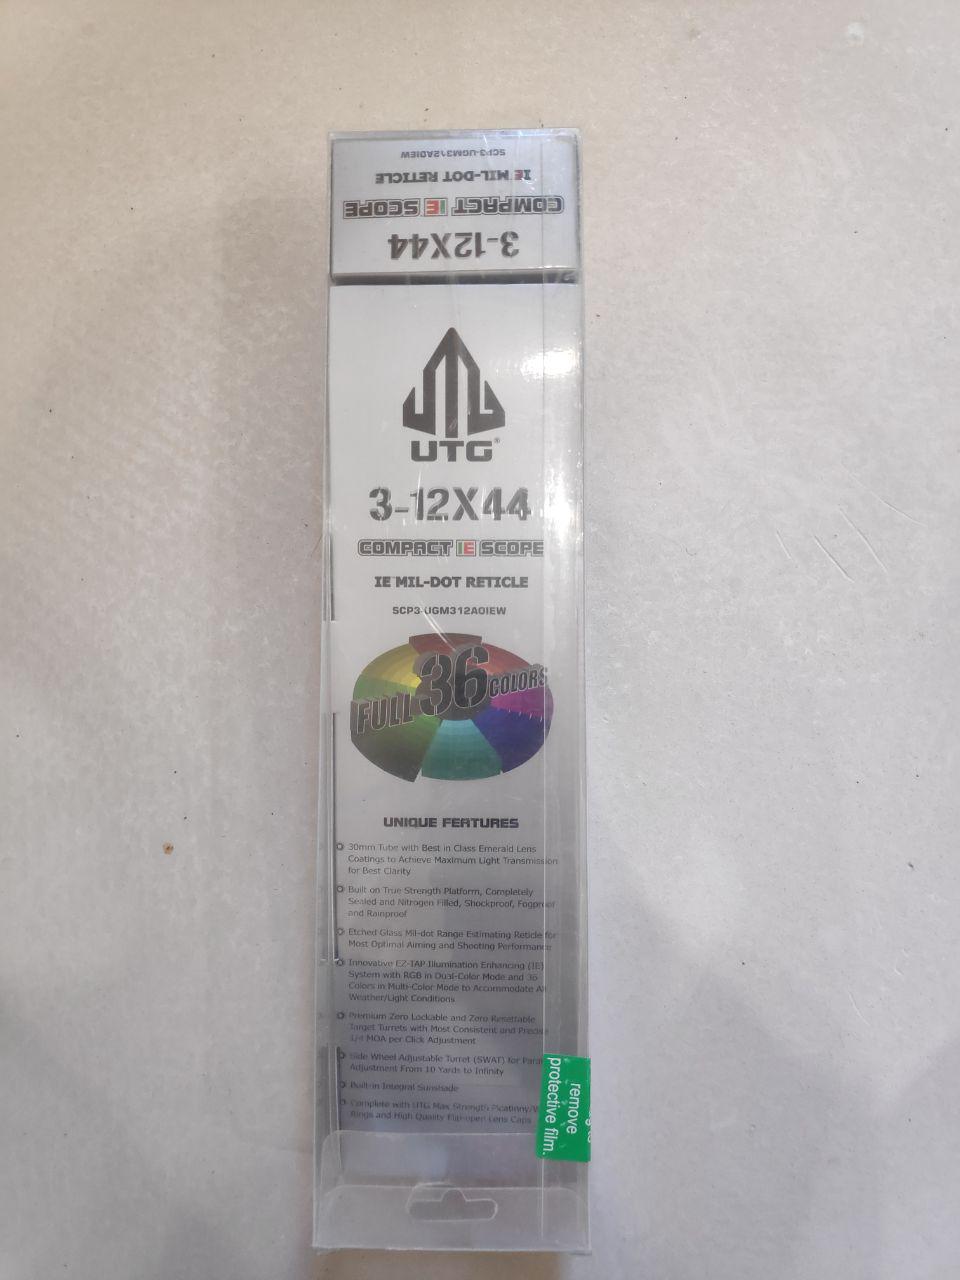 SCP3-UGM312AOIEW
IE MIL-DOT RETICLE
COMPACT IE SCOPE
3-12X44
UTG®
3-12X44
COMPACT IE SCOPE
IE MIL-DOT RETICLE
SCP3-UGM312AOIEW
FULL 36 COLORS
UNIQUE FEATURES
30mm Tube with Best in Class Emerald Lens
Coatings to Achieve Maximum Light Transmission
for Best Clarity
Built on True Strength Platform, Completely
Sealed and Nitrogen Filled, Shockproof, Fogproof
and Rainproof
Etched Glass Mil-dot Range Estimating Reticle for
Most Optimal Aiming and Shooting Performance
Innovative EZ-TAP Illumination Enhancing (IE)
System with RGB in Dual-Color Mode and 36
Colors in Multi-Color Mode to Accommodate All
Weather/Light Conditions
Premium Zero Lockable and Zero Resettable
Target Turrets with Most Consistent and Precise
1/4 MOA per Click Adjustment
Side Wheel Adjustable Turret (SWAT) for
Adjustment From 10 Yards to Infinity
Built-in Integral Sunshade
Complete with UTG Max Strength Picatinny/
Rings and High Quality Flip-open Lens Caps
remove
protective film.